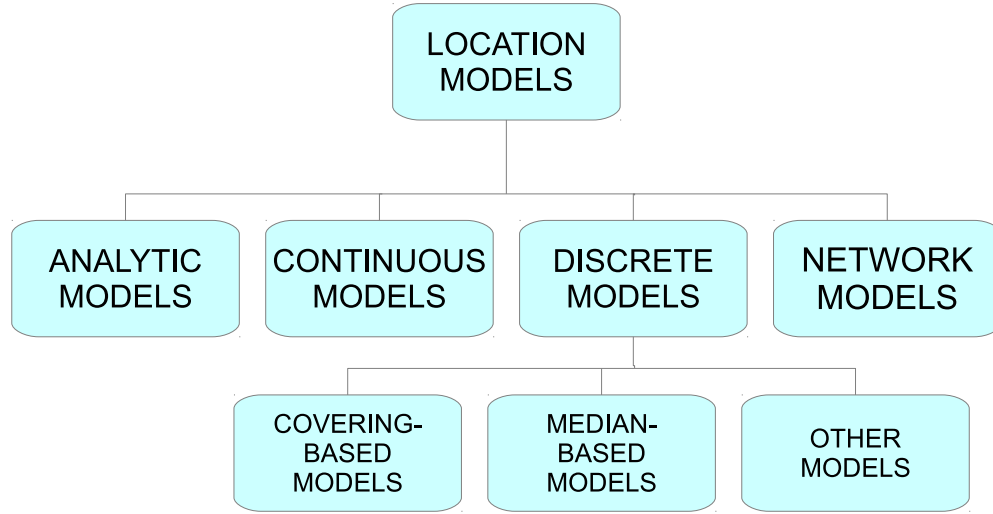 LOCATION
MODELS
ANALYTIC
MODELS
CONTINUOUS
MODELS
DISCRETE
MODELS
NETWORK
MODELS
COVERING-
BASED
MODELS
MEDIAN-
BASED
MODELS
OTHER
MODELS